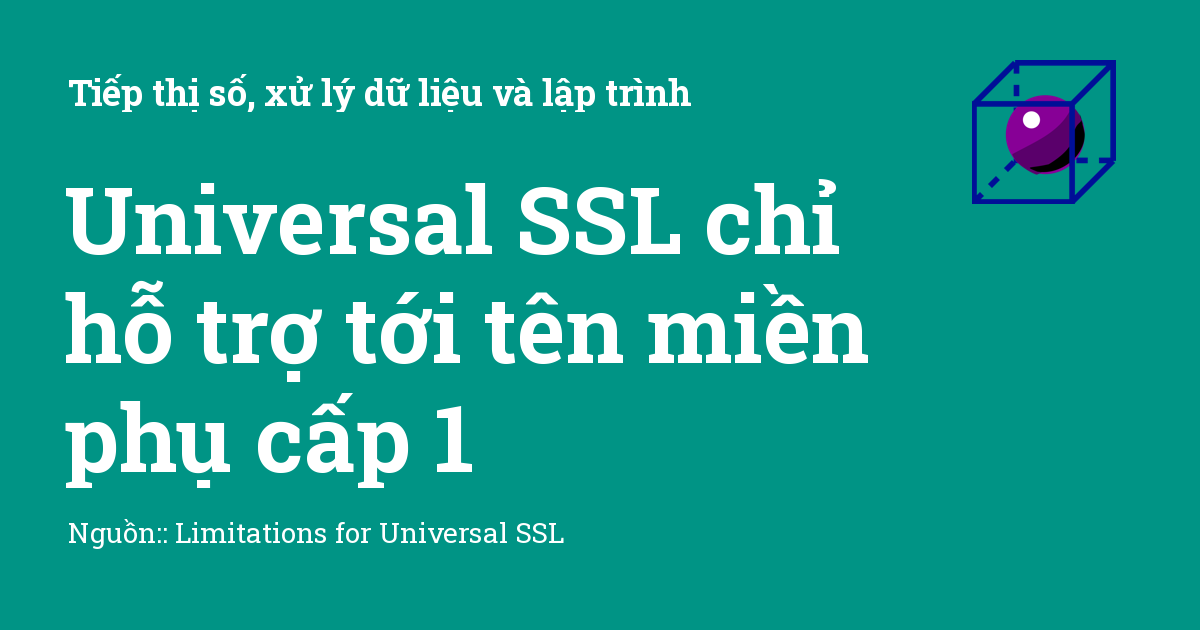 Tiếp thị số, xử lý dữ liệu và lập trình
Universal SSL chỉ
hỗ trợ tới tên miền
phụ cấp 1
Nguồn:: Limitations for Universal SSL